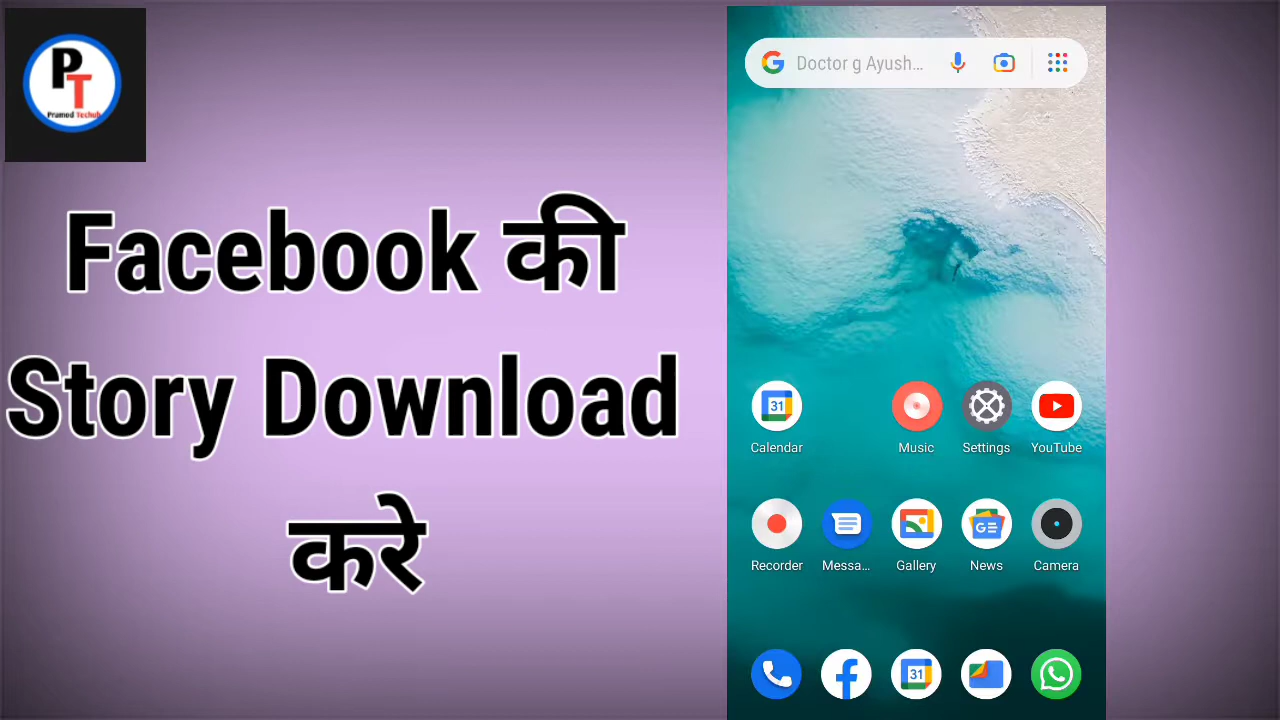 PT
Pramod Techub
Facebook की
Story Download
करे
Doctor g Ayush...
31
Calendar
Music
Settings
YouTube
Recorder
Messa...
Gallery
News
Camera
31